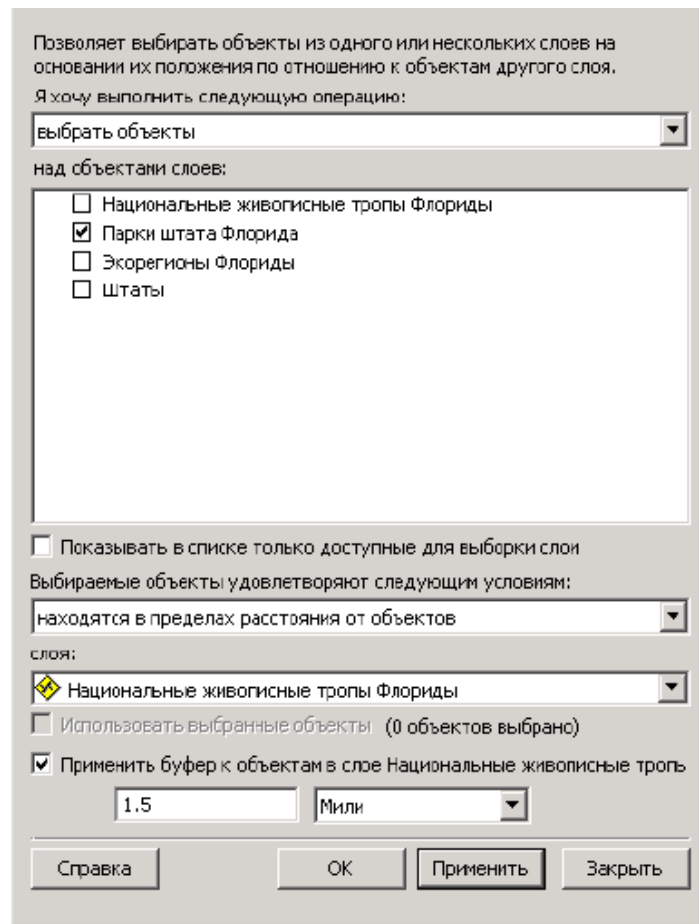 Позволяет выбирать объекты из одного или нескольких слоев на
основании их положения по отношению к объектам другого слоя.
Я хочу выполнить следующую операцию:
выбрать объекты
над объектами слоев:
Национальные живописные тропы Флориды
Парки штата Флорида
Экорегионы Флориды
Штаты
Показывать в списке только доступные для выборки слои
Выбираемые объекты удовлетворяют следующим условиям:
находятся в пределах расстояния от объектов
слоя:
Национальные живописные тропы Флориды
Использовать выбранные объекты (0 объектов выбрано)
Применить буфер к объектам в слое Национальные живописные тропь
1.5 Мили
Справка OK Применить Закрыть